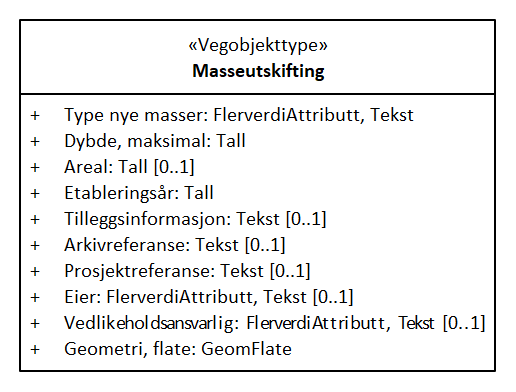 «Vegobjekttype»
Masseutskifting
+ Type nye masser: FlerverdiAttributt, Tekst
+ Dybde, maksimal: Tall
+ Areal: Tall [0..1]
+ Etableringsår: Tall
+ Tilleggsinformasjon: Tekst [0..1]
+ Arkivreferanse: Tekst [0..1]
+ Prosjektreferanse: Tekst [0..1]
+ Eier: FlerverdiAttributt, Tekst [0..1]
+ Vedlikeholdsansvarlig: FlerverdiAttributt, Tekst [0..1]
+ Geometri, flate: GeomFlate